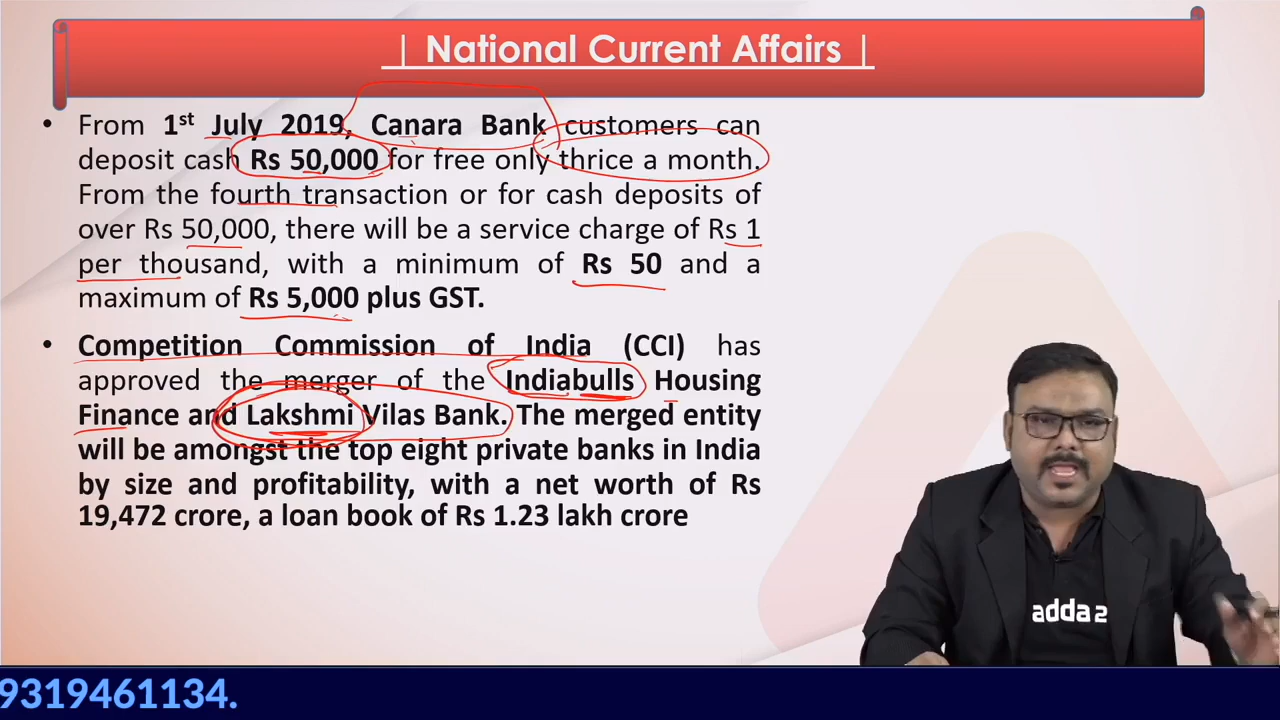 | National Current Affairs |
• From 1st July 2019, Canara Bank customers can
deposit cash Rs 50,000 for free only thrice a month.
From the fourth transaction or for cash deposits of
over Rs 50,000, there will be a service charge of Rs 1
per thousand, with a minimum of Rs 50 and a
maximum of Rs 5,000 plus GST.
• Competition Commission of India (CCI) has
approved the merger of the Indiabulls Housing
Finance and Lakshmi Vilas Bank. The merged entity
will be amongst the top eight private banks in India
by size and profitability, with a net worth of Rs
19,472 crore, a loan book of Rs 1.23 lakh crore
adda2
9319461134.